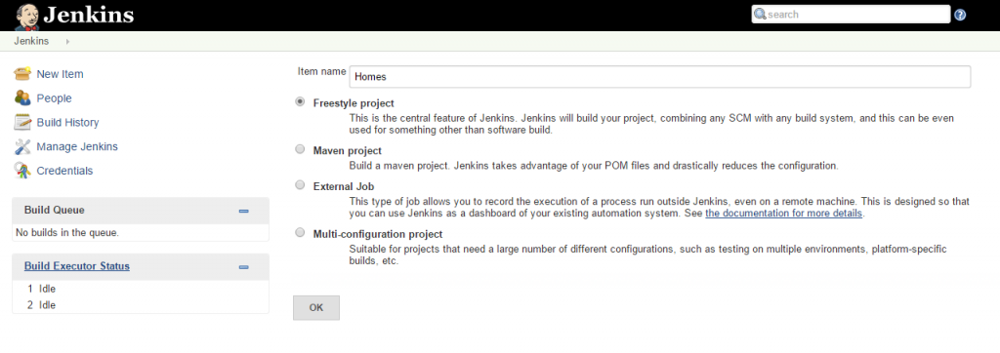 Jenkins
search
Jenkins
New Item
People
Build History
Manage Jenkins
Credentials
Build Queue
No builds in the queue.
Build Executor Status
1 Idle
2 Idle
Item name Homes
Freestyle project
This is the central feature of Jenkins. Jenkins will build your project, combining any SCM with any build system, and this can be even
used for something other than software build.
Maven project
Build a maven project. Jenkins takes advantage of your POM files and drastically reduces the configuration.
External Job
This type of job allows you to record the execution of a process run outside Jenkins, even on a remote machine. This is designed so that
you can use Jenkins as a dashboard of your existing automation system. See the documentation for more details.
Multi-configuration project
Suitable for projects that need a large number of different configurations, such as testing on multiple environments, platform-specific
builds, etc.
OK